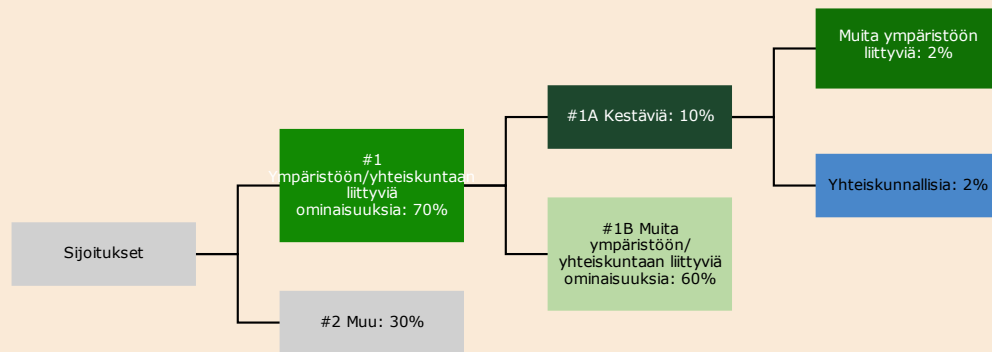 Sijoitukset
#1
Ympäristöön/yhteiskuntaan
liittyviä
ominaisuuksia: 70%
#2 Muu: 30%
#1A Kestäviä: 10%
#1B Muita
ympäristöön/
yhteiskuntaan liittyviä
ominaisuuksia: 60%
Muita ympäristöön
liittyviä: 2%
Yhteiskunnallisia: 2%